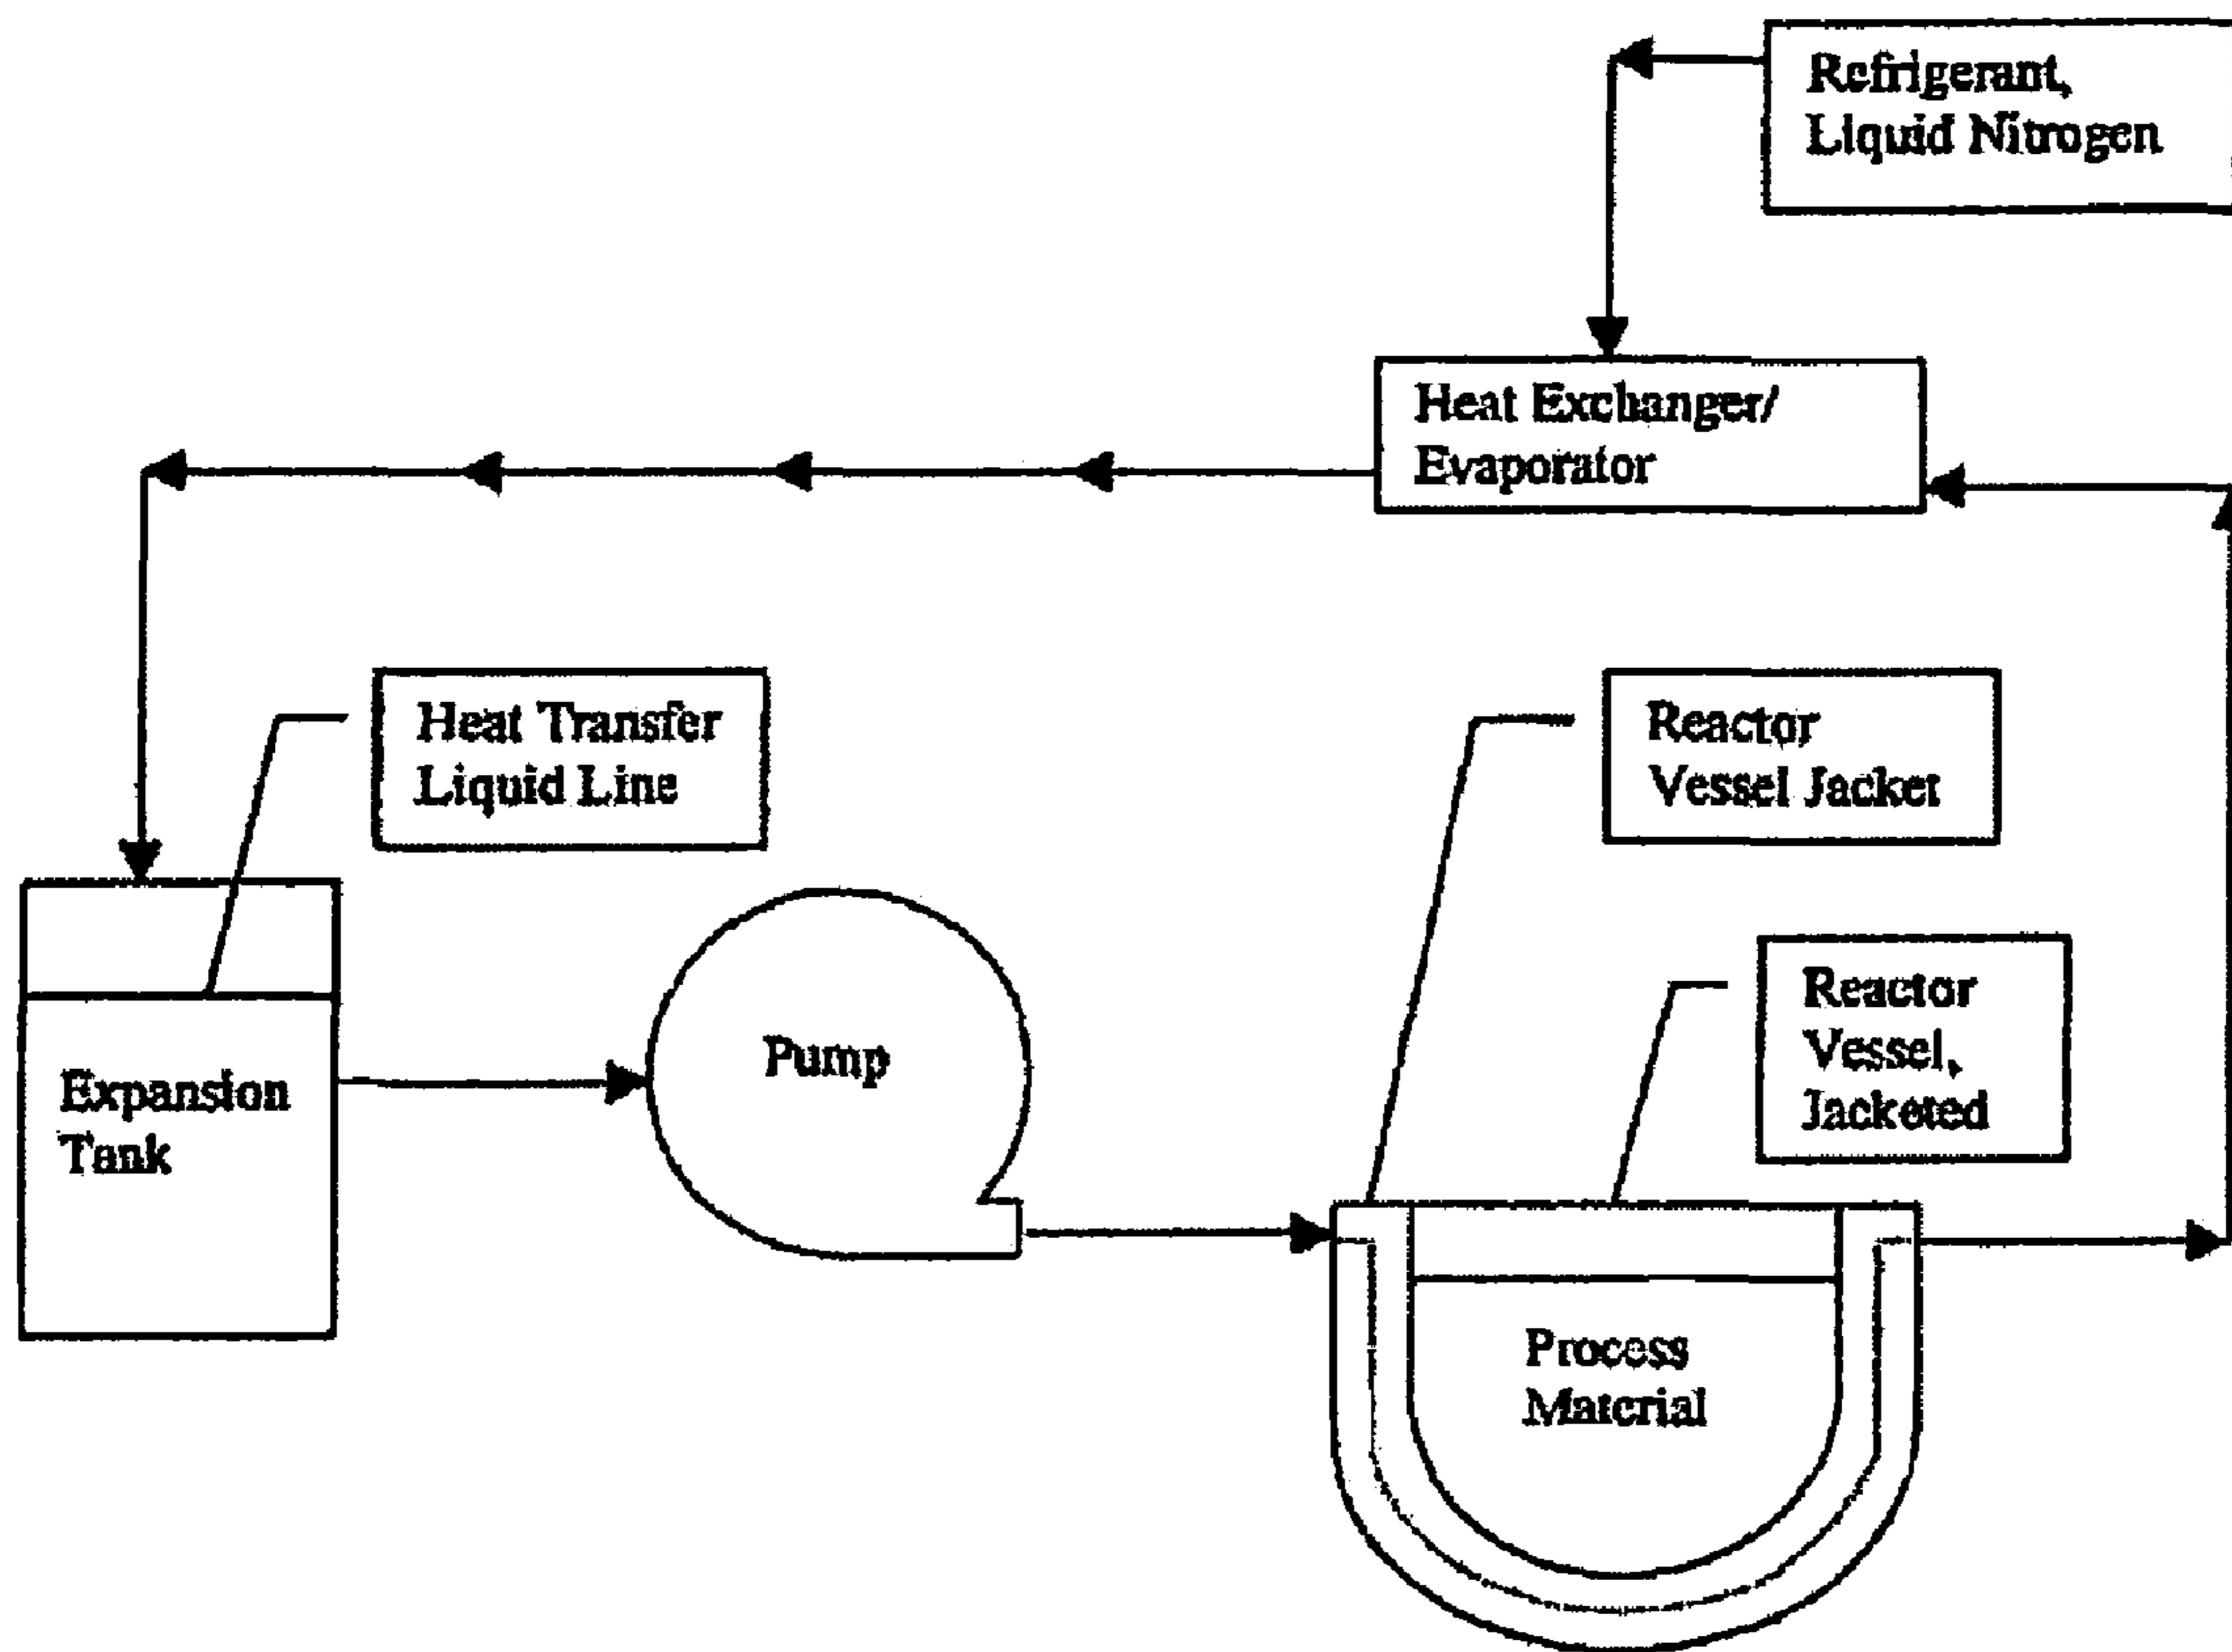 Refrigerant,
Liquid Nitrogen
Heat Exchanger/
Evaporator
Heat Transfer
Liquid Line
Reactor
Vessel Jacket
Reactor
Vessel,
Jacketed
Expansion
Tank
Pump
Process
Material